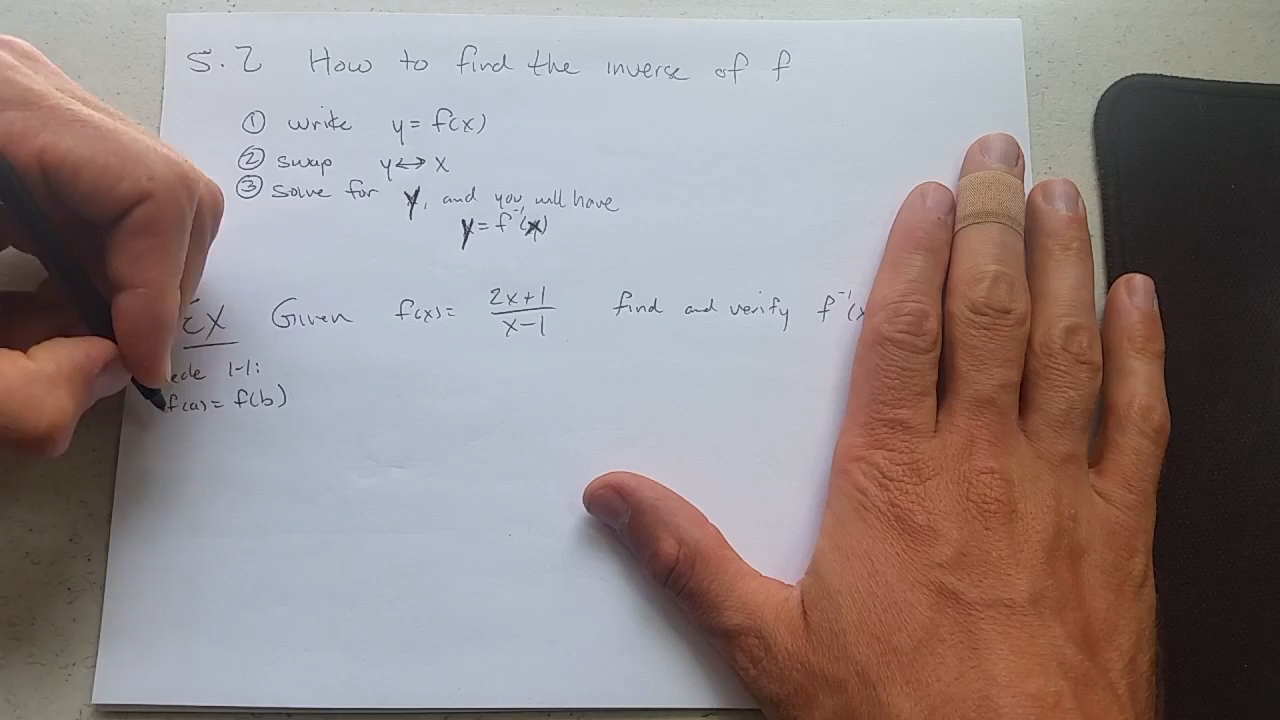 5.2 How to find the inverse of f
① write y = f(x)
② swap y ↔ x
③ solve for y, and you will have
y = f⁻¹(x)
Ex Given f(x) = (2x+1)/(x-1) find and verify f⁻¹(x
1-1:
f(a) = f(b)